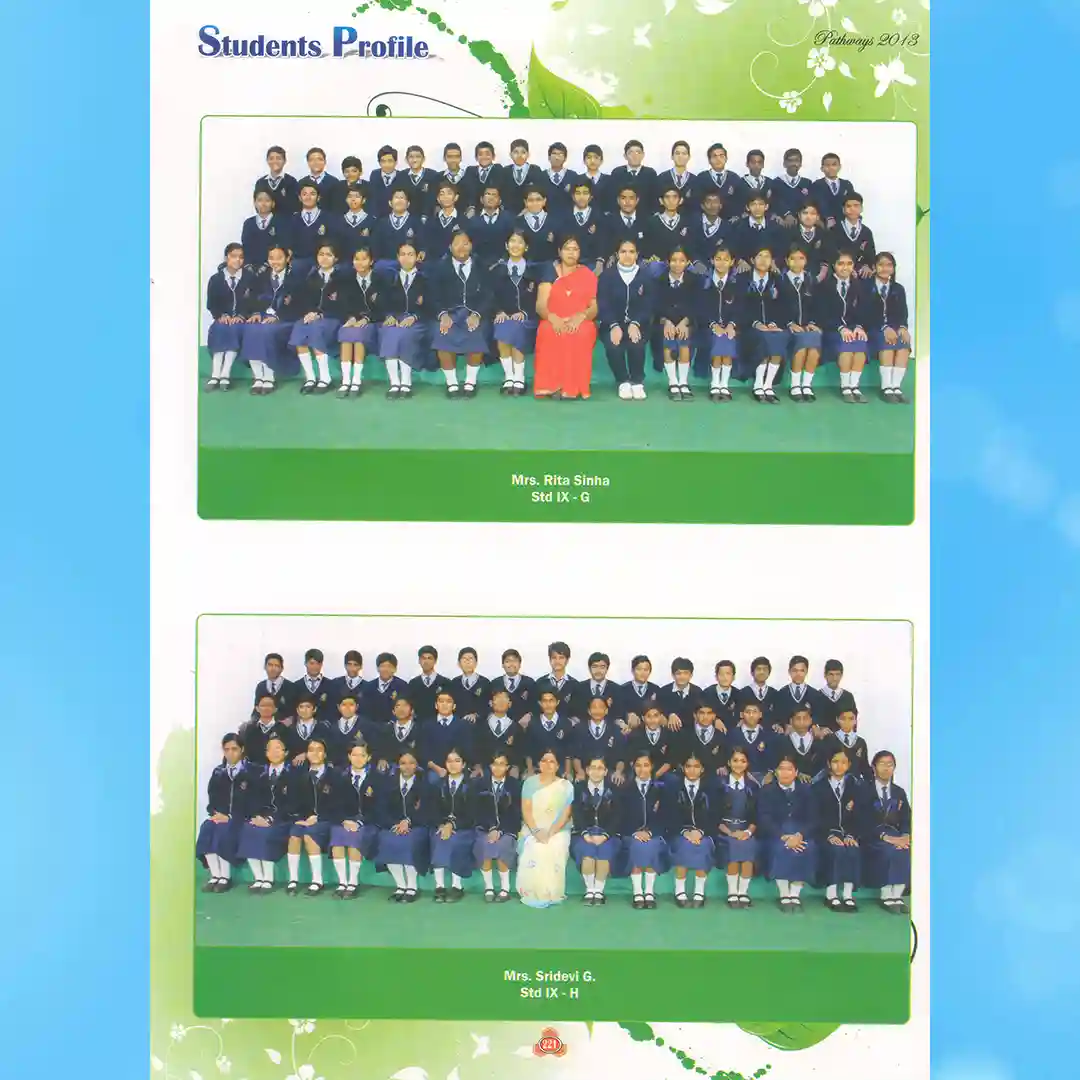 Students Profile
Pathways 2013
Mrs. Rita Sinha
Std IX - G
Mrs. Sridevi G.
Std IX - H
221